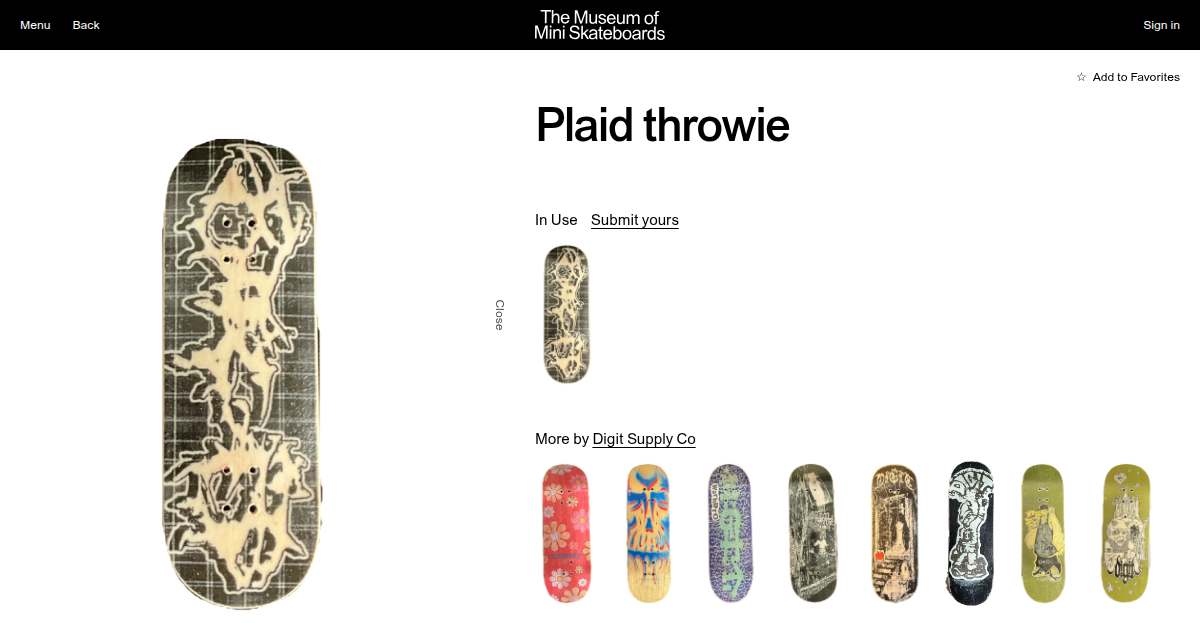 Menu
Back
The Museum of
Mini Skateboards
Sign in
☆ Add to Favorites
Plaid throwie
In Use Submit yours
Close
More by Digit Supply Co